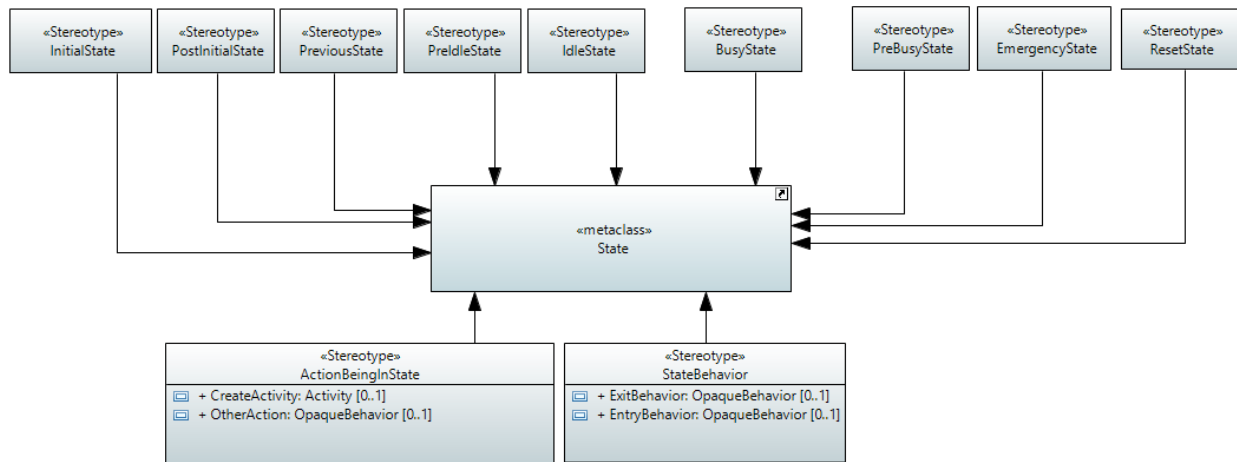 «Stereotype»
InitialState
«Stereotype»
PostInitialState
«Stereotype»
PreviousState
«Stereotype»
PreIdleState
«Stereotype»
IdleState
«Stereotype»
BusyState
«Stereotype»
PreBusyState
«Stereotype»
EmergencyState
«Stereotype»
ResetState
«metaclass»
State
«Stereotype»
ActionBeingInState
+ CreateActivity: Activity [0..1]
+ OtherAction: OpaqueBehavior [0..1]
«Stereotype»
StateBehavior
+ ExitBehavior: OpaqueBehavior [0..1]
+ EntryBehavior: OpaqueBehavior [0..1]